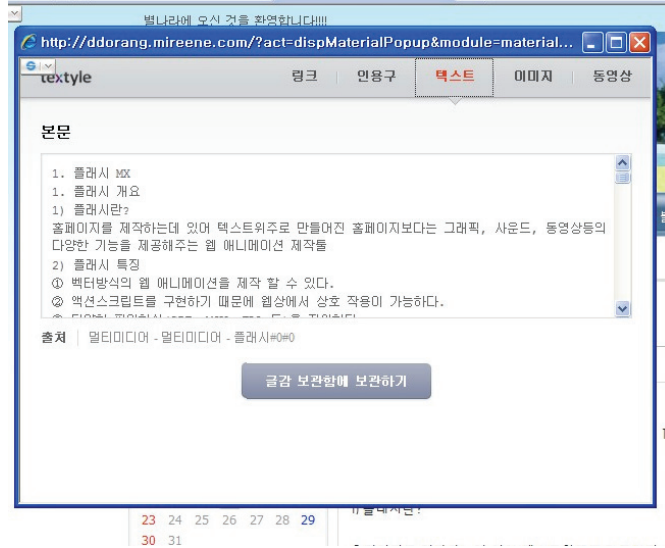 별나라에 오신 것을 환영합니다!!!!
http://ddorang.mireene.com/?act=dispMaterialPopup&module=material...
textyle
링크 인용구 텍스트 이미지 동영상
본문
1. 플래시 MX
1. 플래시 개요
1) 플래시란?
홈페이지를 제작하는데 있어 텍스트위주로 만들어진 홈페이지보다는 그래픽, 사운드, 동영상등의
다양한 기능을 제공해주는 웹 애니메이션 제작툴
2) 플래시 특징
① 벡터방식의 웹 애니메이션을 제작 할 수 있다.
② 액션스크립트를 구현하기 때문에 웹상에서 상호 작용이 가능하다.
출처 멀티미디어 - 멀티미디어 - 플래시#0#0
글감 보관함에 보관하기
23 24 25 26 27 28 29
30 31